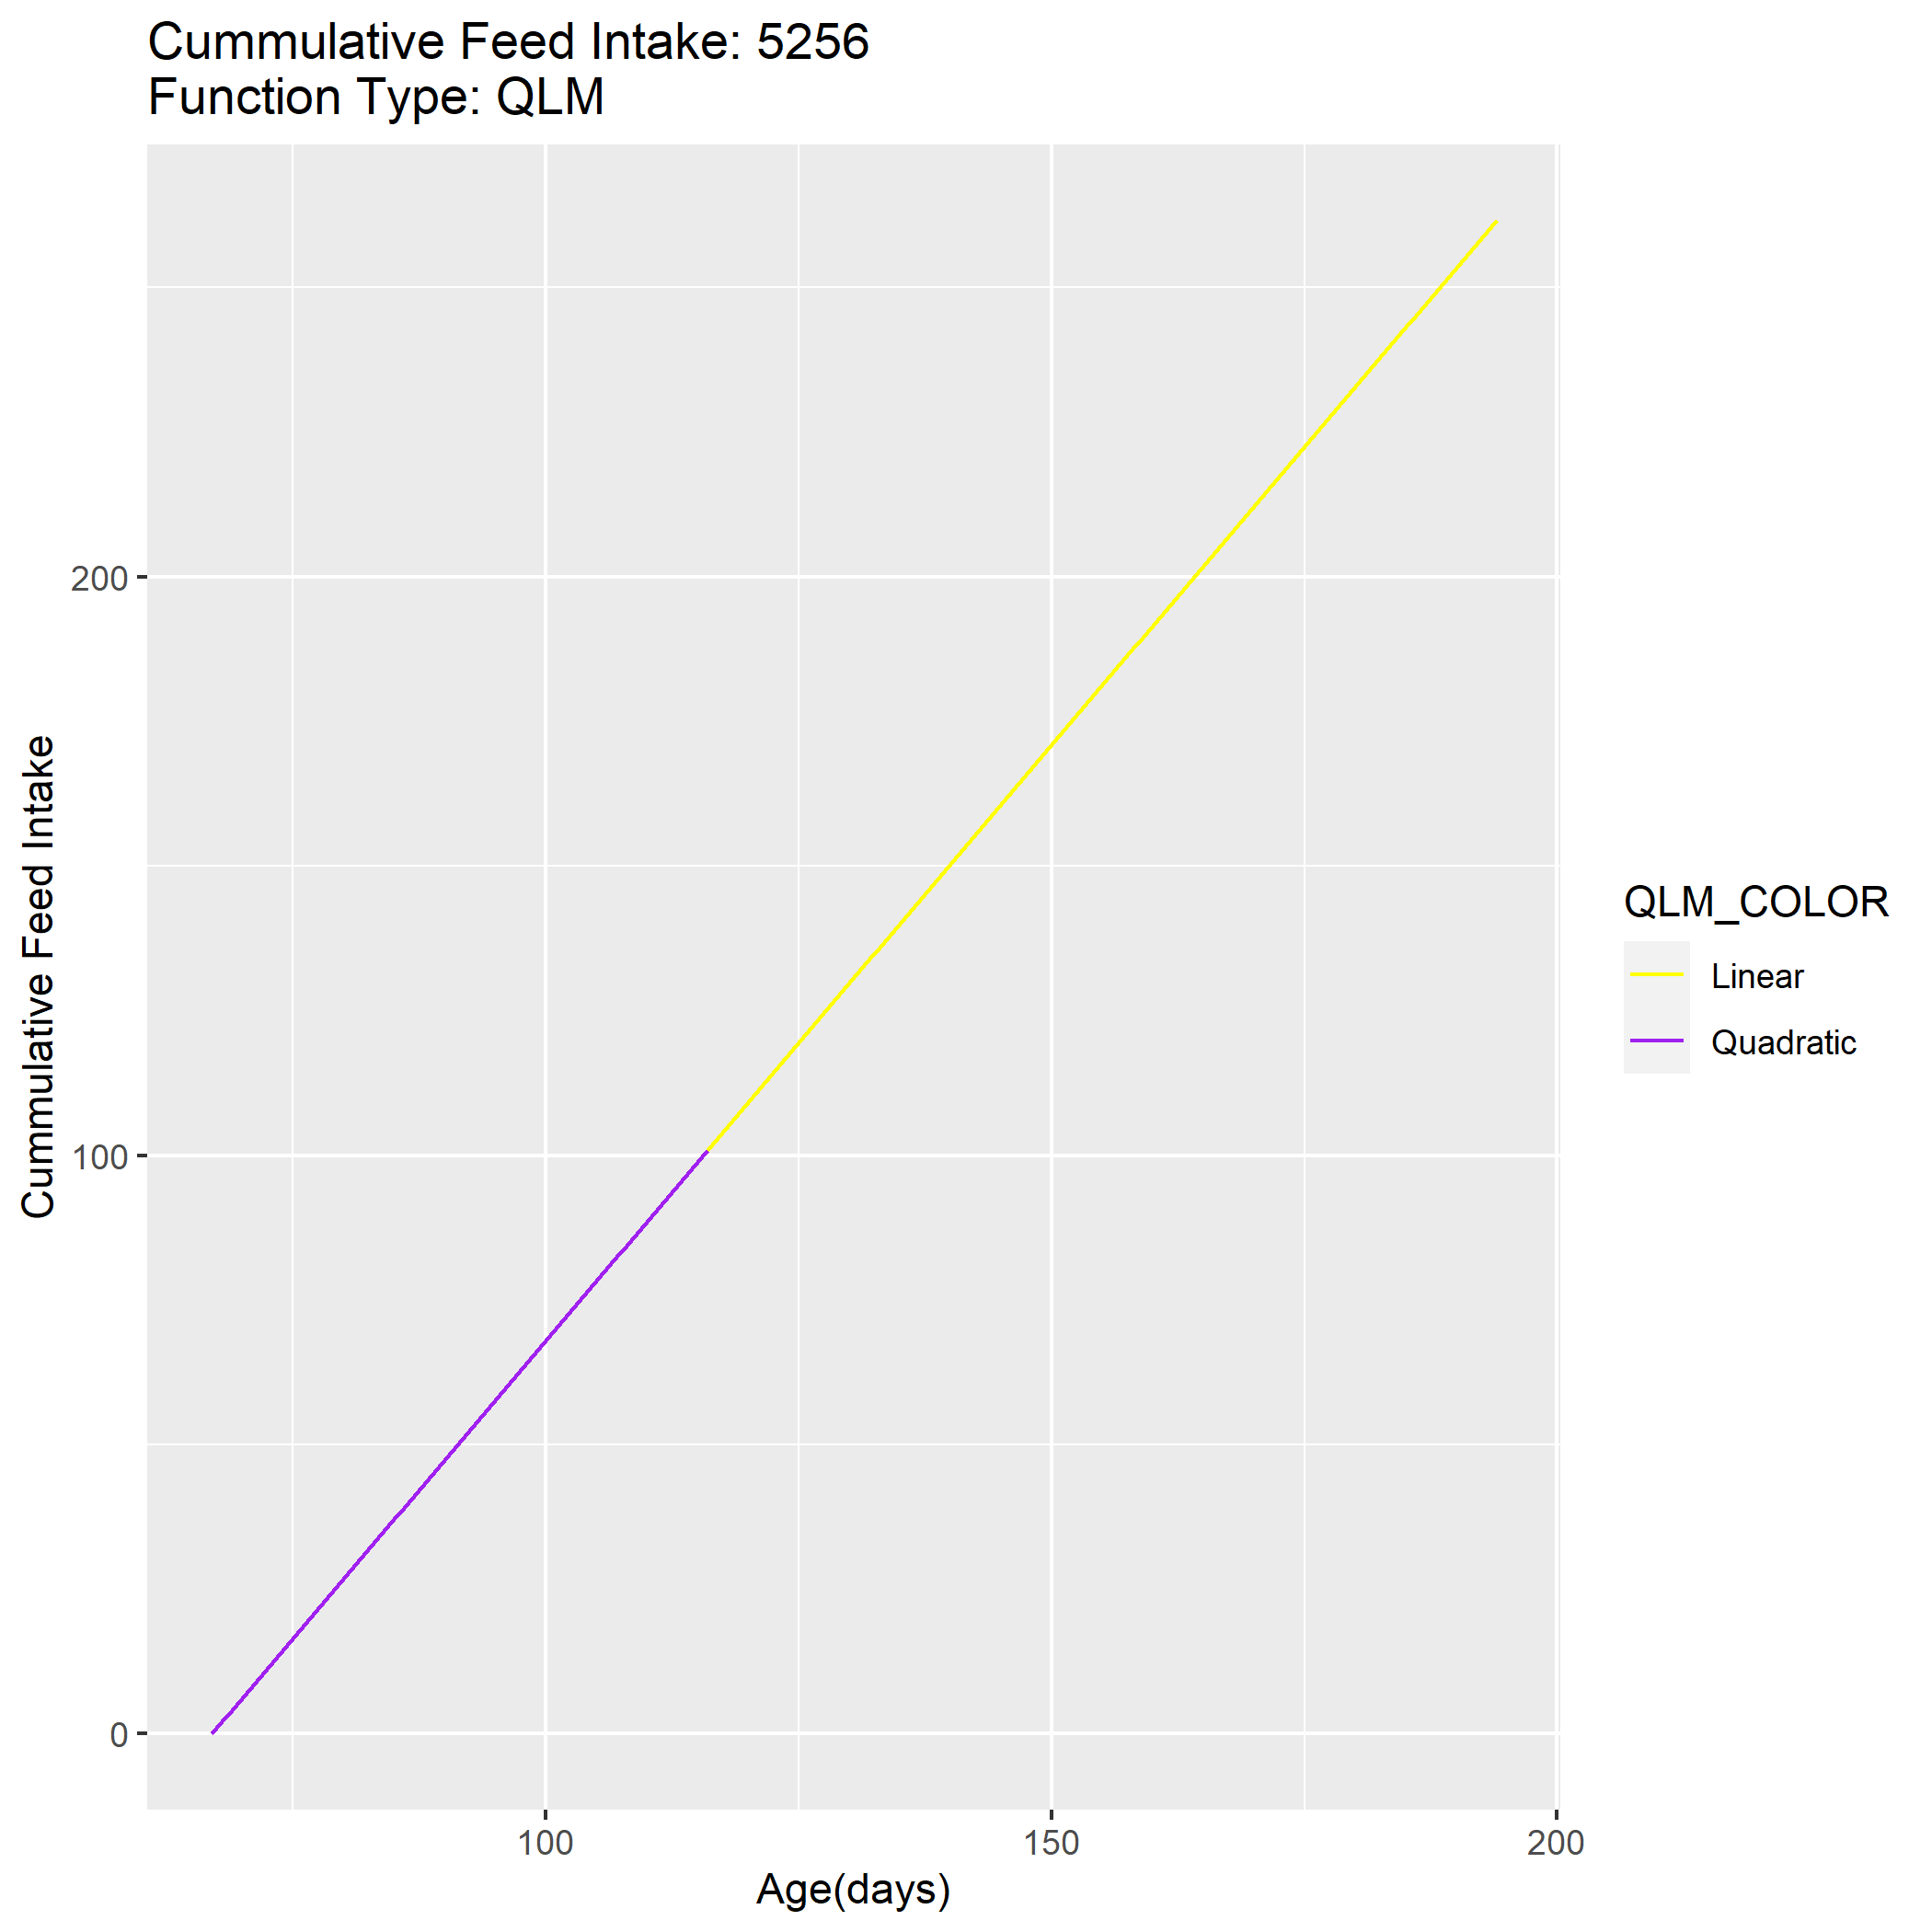 Cummulative Feed Intake: 5256
Function Type: QLM
Cummulative Feed Intake
200
100
0
100
150
200
Age(days)
QLM_COLOR
Linear
Quadratic